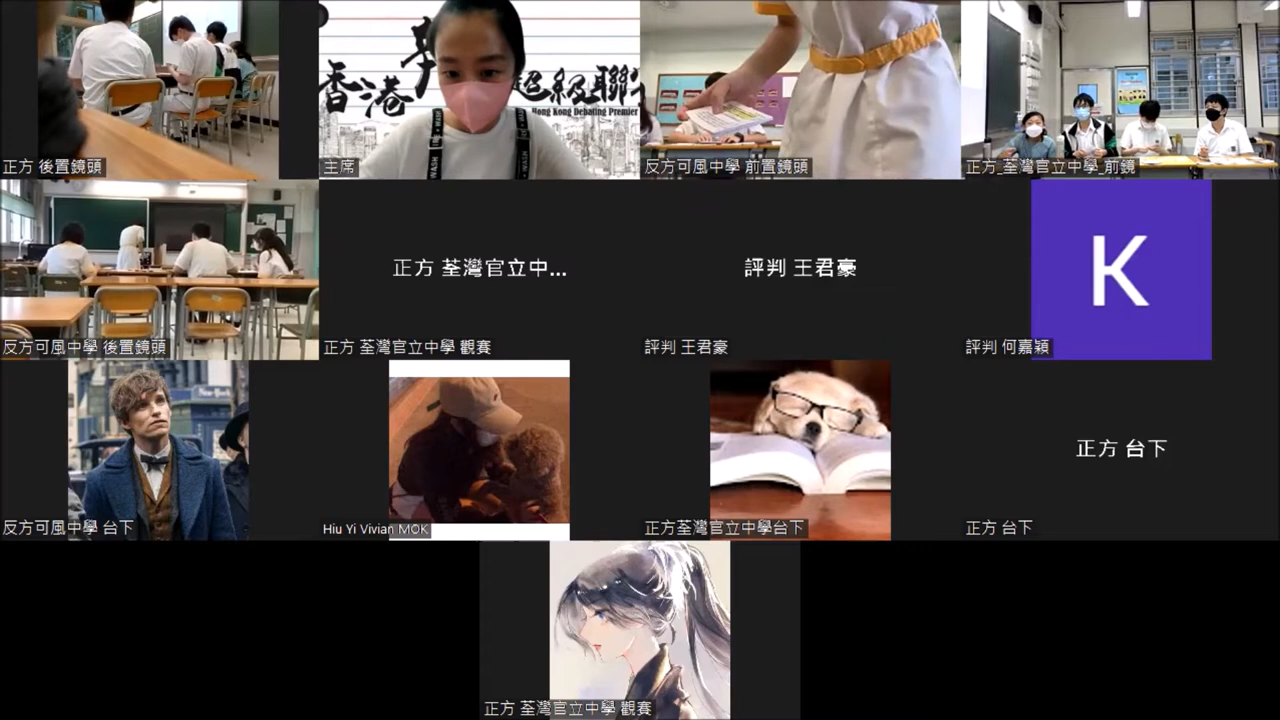 正方 後置鏡頭
香港
超級聯
Hong Kong Debating Premier
WASH
WASH
主席
反方可風中學 前置鏡頭
正方_荃灣官立中學_前鏡
反方可風中學 後置鏡頭
正方 荃灣官立中...
正方 荃灣官立中學 觀賽
評判 王君豪
評判 王君豪
K
評判 何嘉穎
反方可風中學 台下
Hiu Yi Vivian MOK
正方荃灣官立中學台下
正方 台下
正方 台下
正方 荃灣官立中學 觀賽